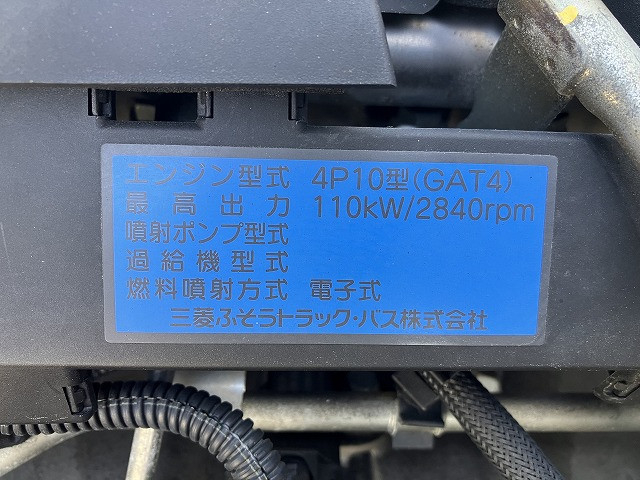 エンジン型式 4P10型(GAT4)
最高出力 110kW/2840rpm
噴射ポンプ型式
過給機型式
燃料噴射方式 電子式
三菱ふそうトラック・バス株式会社